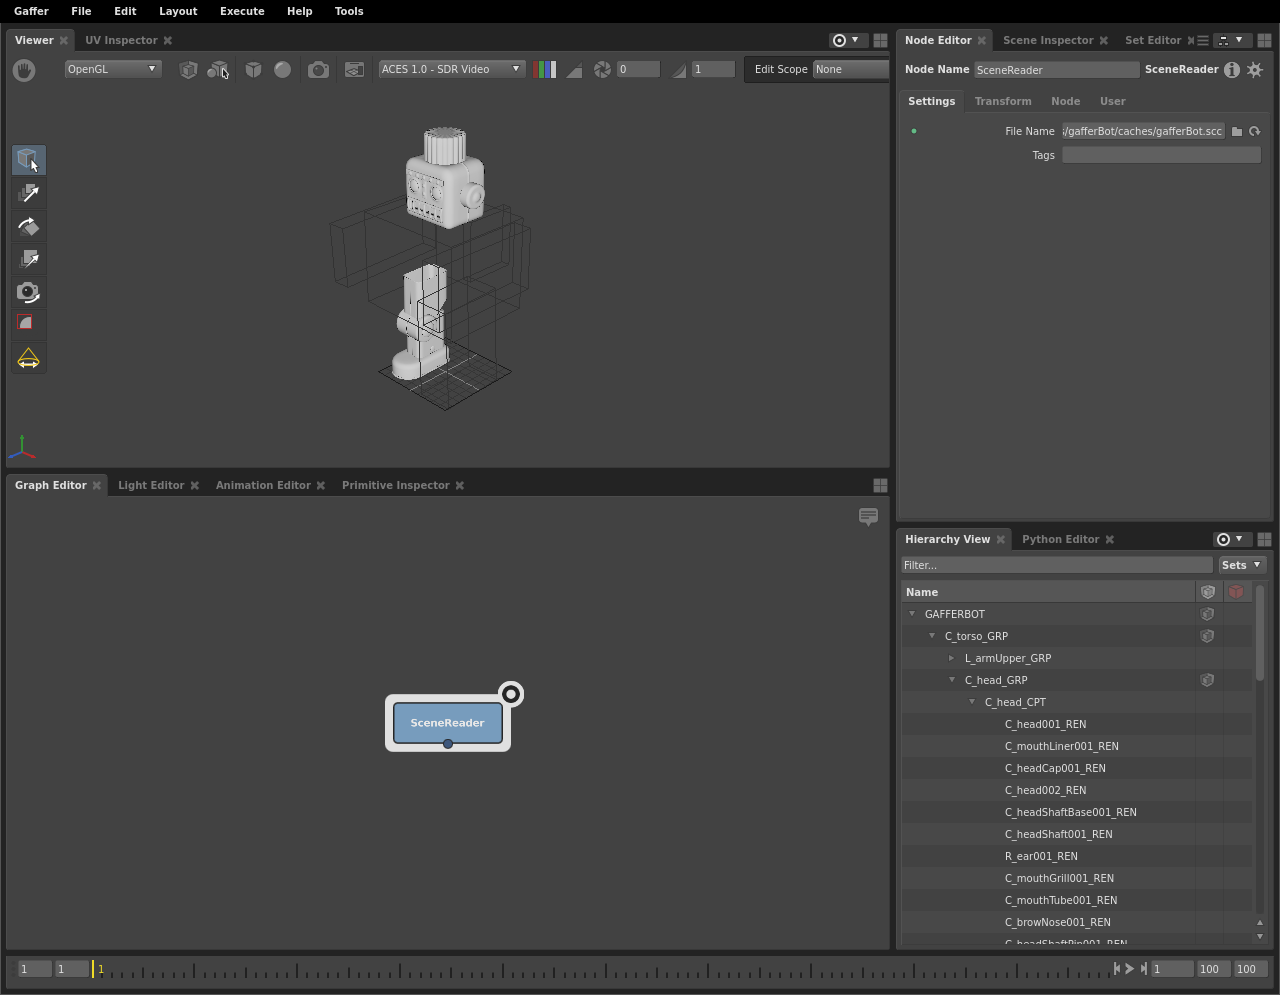 Gaffer File Edit Layout Execute Help Tools
Viewer UV Inspector
OpenGL ACES 1.0 - SDR Video 0 1 Edit Scope None
Node Editor Scene Inspector Set Editor
Node Name SceneReader SceneReader
Settings Transform Node User
File Name /gafferBot/caches/gafferBot.scc
Tags
Graph Editor Light Editor Animation Editor Primitive Inspector
SceneReader
Hierarchy View Python Editor
Filter... Sets
Name
GAFFERBOT
C_torso_GRP
L_armUpper_GRP
C_head_GRP
C_head_CPT
C_head001_REN
C_mouthLiner001_REN
C_headCap001_REN
C_head002_REN
C_headShaftBase001_REN
C_headShaft001_REN
R_ear001_REN
C_mouthGrill001_REN
C_mouthTube001_REN
C_browNose001_REN
C_headShaftPin001_REN
1 1 1 1 100 100